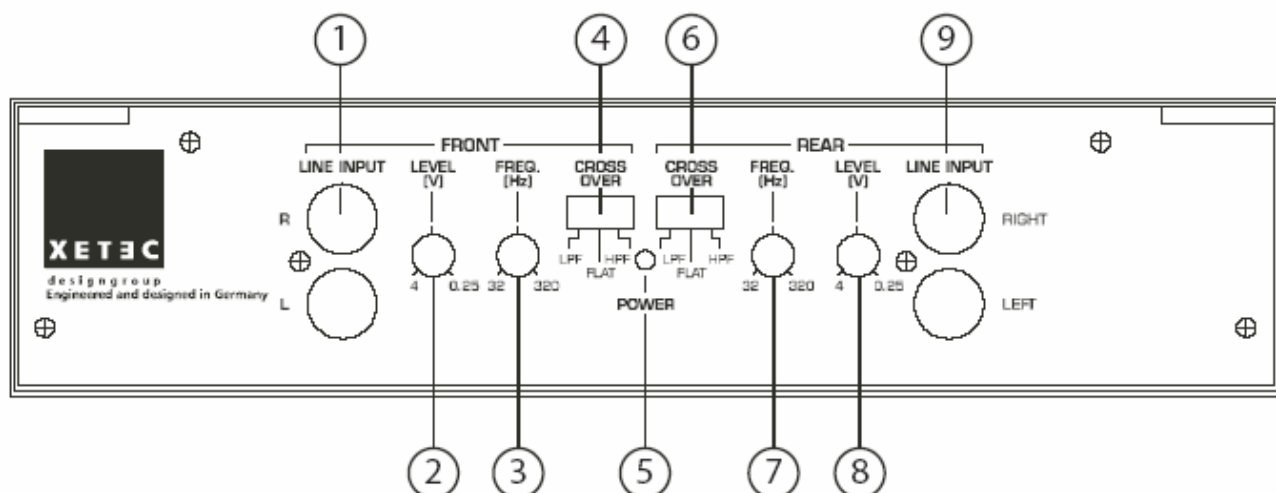 1 4 6 9
FRONT REAR
LINE INPUT LEVEL FREQ. CROSS CROSS FREQ. LEVEL LINE INPUT
(V) (Hz) OVER OVER (Hz) (V)
R RIGHT
XETEC
LPF HPF LPF HPF
FLAT FLAT
designgroup
4 0.25 32 320 32 320 4 0.25
Engineered and designed in Germany
L POWER LEFT
2 3 5 7 8